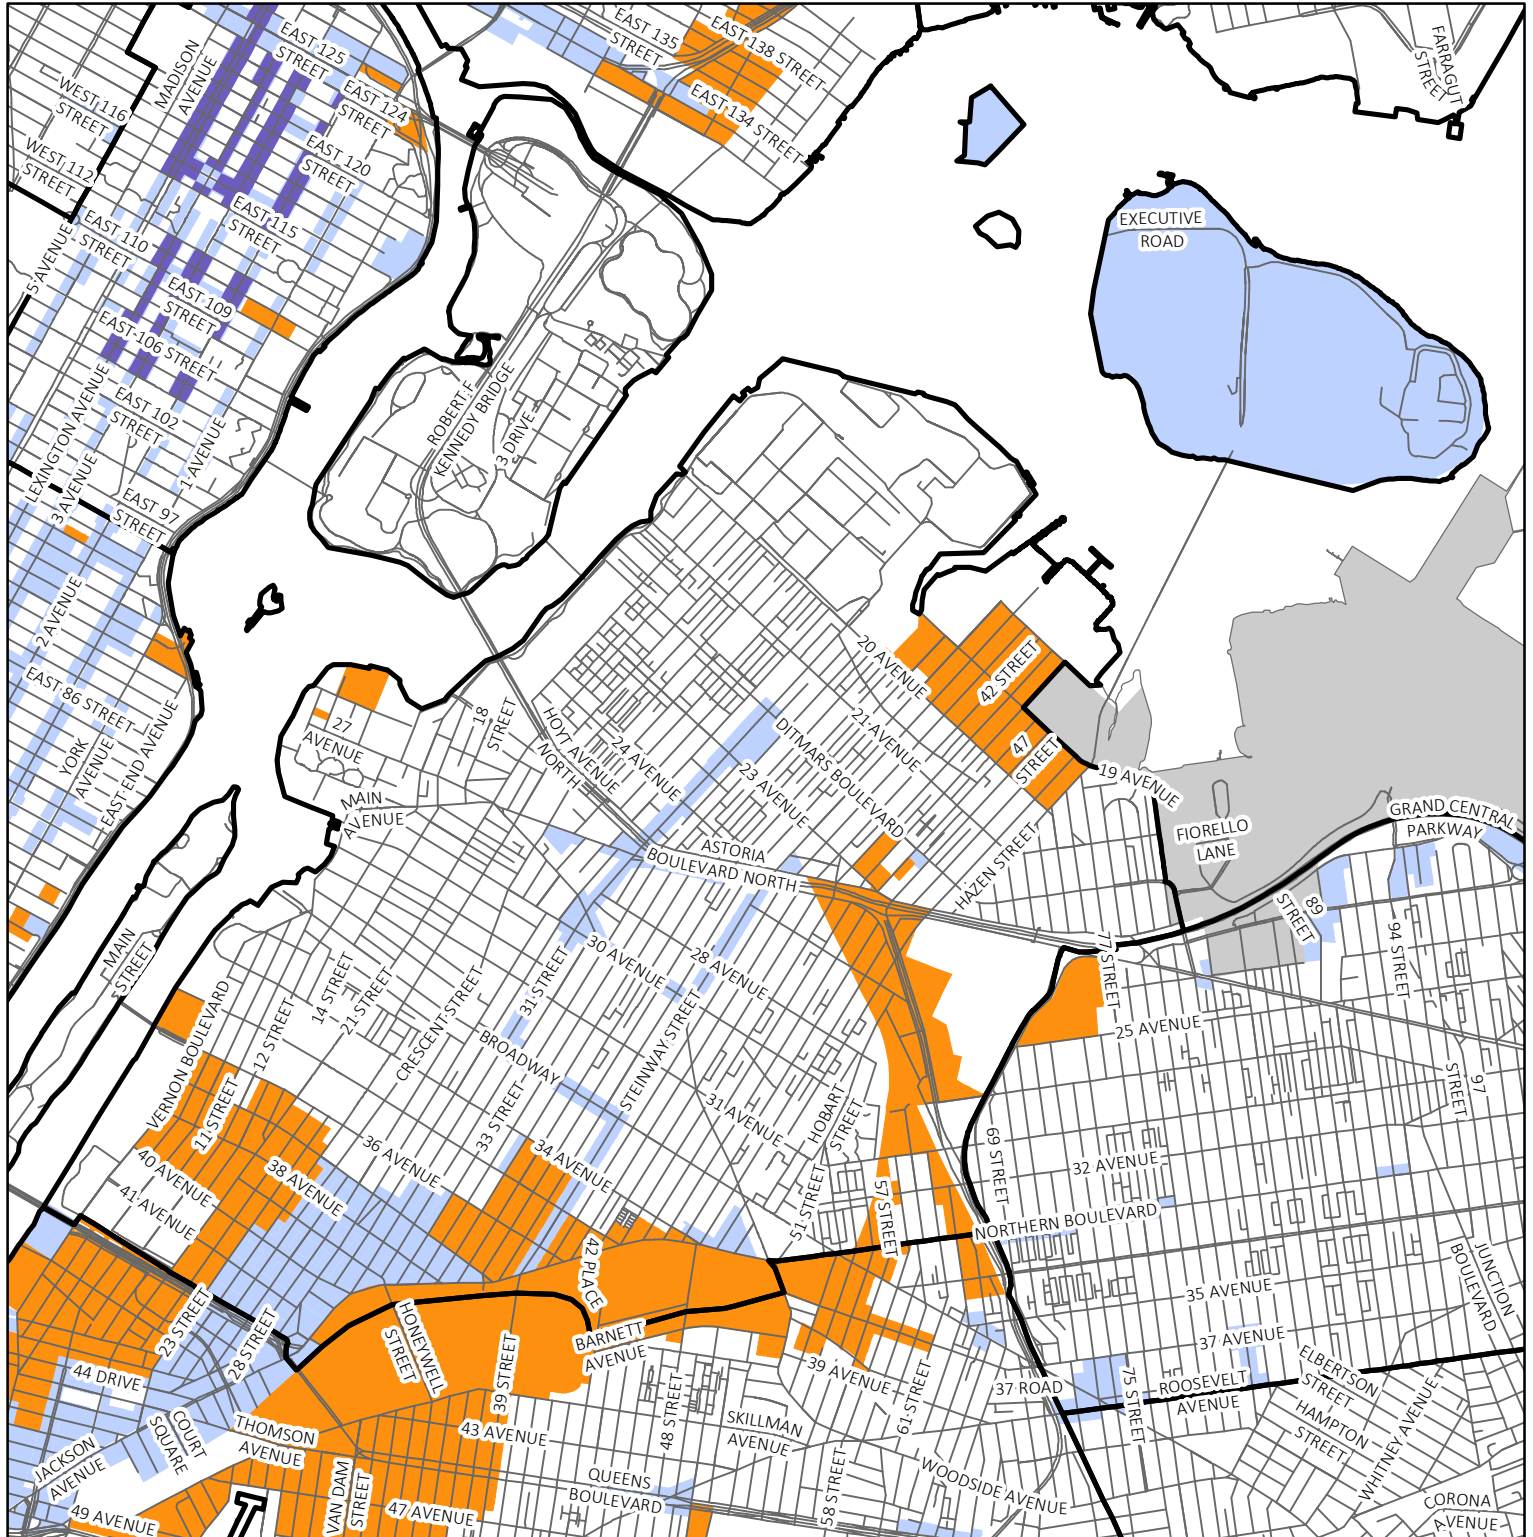 EAST 125
STREET
EAST 135
STREET
EAST 138 STREET
FARRAGUT
STREET
MADISON
AVENUE
WEST 116
STREET
EAST 124
STREET
EAST 134 STREET
WEST 112
STREET
EAST 120
STREET
EAST 115
STREET
EAST 110
STREET
5 AVENUE
EXECUTIVE
ROAD
EAST 109
STREET
EAST 106 STREET
EAST 102
STREET
LEXINGTON AVENUE
1 AVENUE
3 AVENUE
EAST 97
STREET
ROBERT F
KENNEDY BRIDGE
3 DRIVE
2 AVENUE
EAST 86 STREET
YORK
AVENUE
EAST END AVENUE
27
AVENUE
18
STREET
HOYT AVENUE
NORTH
24 AVENUE
20 AVENUE
42 STREET
21 AVENUE
DITMARS BOULEVARD
23 AVENUE
47
STREET
19 AVENUE
MAIN
AVENUE
ASTORIA
BOULEVARD NORTH
HAZEN STREET
FIORELLO
LANE
GRAND CENTRAL
PARKWAY
89
STREET
94 STREET
77 STREET
MAIN
STREET
VERNON BOULEVARD
12 STREET
14 STREET
21 STREET
CRESCENT STREET
31 STREET
30 AVENUE
28 AVENUE
STEINWAY STREET
BROADWAY
25 AVENUE
97
STREET
11 STREET
33 STREET
31 AVENUE
HOBART
STREET
40 AVENUE
41 AVENUE
38 AVENUE
36 AVENUE
34 AVENUE
51 STREET
57 STREET
69 STREET
32 AVENUE
NORTHERN BOULEVARD
JUNCTION
BOULEVARD
42 PLACE
35 AVENUE
23 STREET
28 STREET
HONEYWELL
STREET
39 STREET
BARNETT
AVENUE
39 AVENUE
61 STREET
37 AVENUE
37 ROAD
75 STREET
ROOSEVELT
AVENUE
ELBERTSON
STREET
HAMPTON
STREET
WHITNEY AVENUE
44 DRIVE
COURT
SQUARE
JACKSON
AVENUE
THOMSON
AVENUE
43 AVENUE
48 STREET
SKILLMAN
AVENUE
QUEENS
BOULEVARD
58 STREET
WOODSIDE AVENUE
CORONA
AVENUE
49 AVENUE
VAN DAM
STREET
47 AVENUE